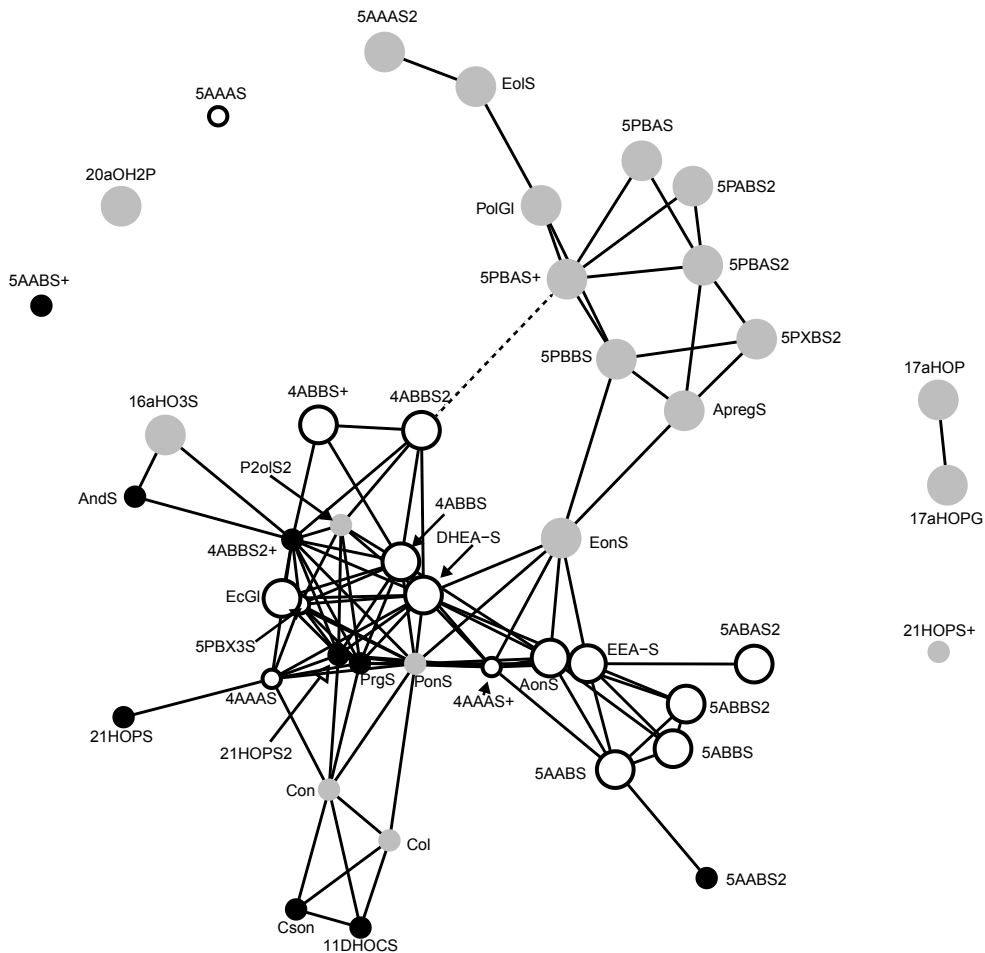 5AAAS2
EolS
5AAAS
5PBAS
20aOH2P
5PABS2
PolGl
5PBAS+
5PBAS2
5AABS+
5PXBS2
5PBBS
17aHOP
4ABBS+
4ABBS2
16aHO3S
ApregS
P2olS2
AndS
4ABBS
17aHOPG
DHEA−S
EonS
4ABBS2+
EcGl
21HOPS+
5ABAS2
5PBX3S
EEA−S
PrgS
PonS
AonS
4AAAS
4AAAS+
5ABBS2
21HOPS
21HOPS2
5ABBS
5AABS
Con
Col
5AABS2
Cson
11DHOCS